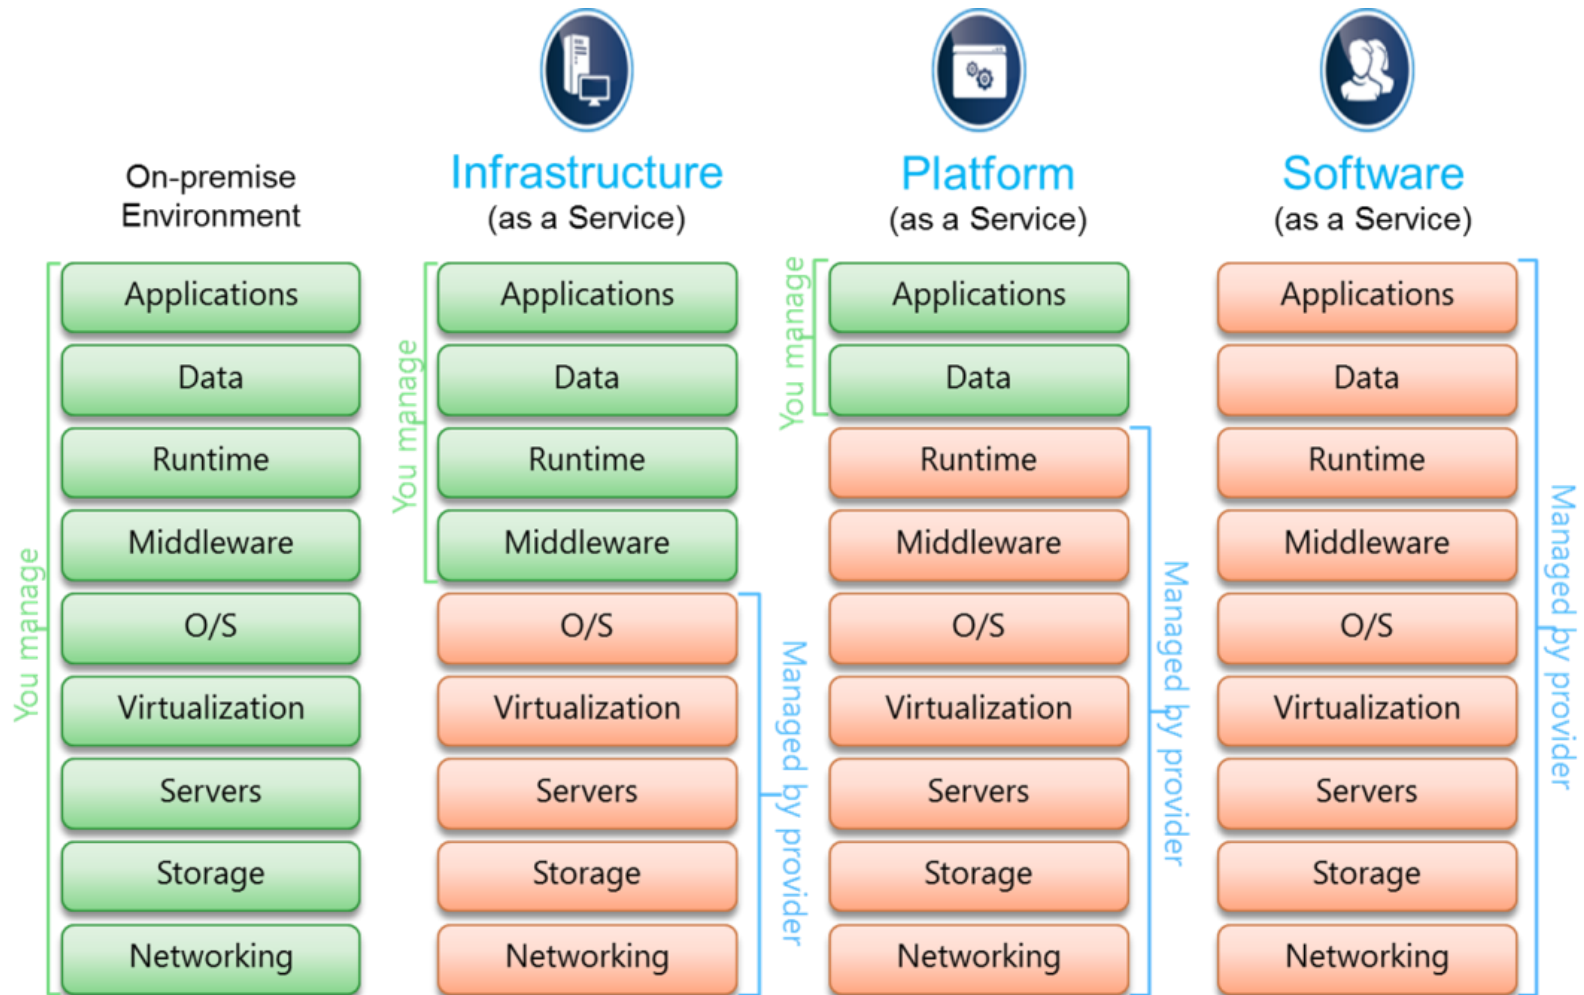 On-premise
Environment
You manage
Applications
Data
Runtime
Middleware
O/S
Virtualization
Servers
Storage
Networking
Infrastructure
(as a Service)
You manage
Applications
Data
Runtime
Middleware
O/S
Virtualization
Servers
Storage
Networking
Managed by provider
Platform
(as a Service)
You manage
Applications
Data
Runtime
Middleware
O/S
Virtualization
Servers
Storage
Networking
Managed by provider
Software
(as a Service)
Applications
Data
Runtime
Middleware
O/S
Virtualization
Servers
Storage
Networking
Managed by provider